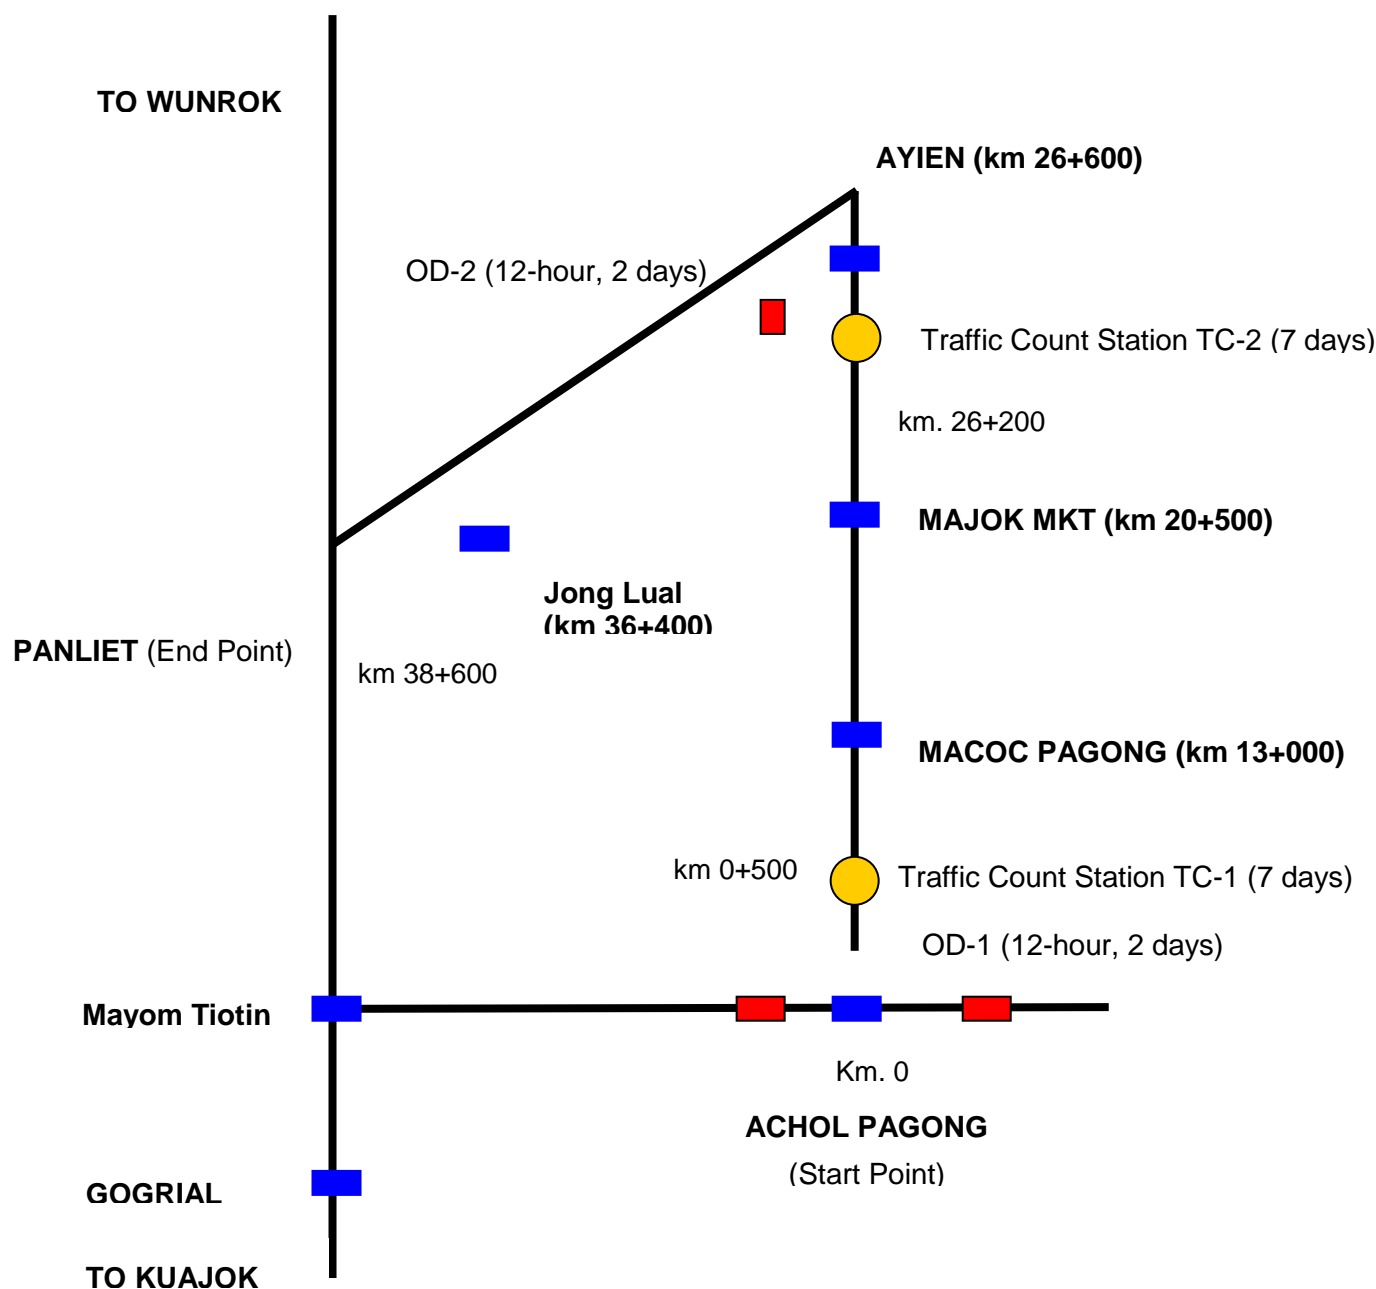 TO WUNROK
AYIEN (km 26+600)
OD-2 (12-hour, 2 days)
Traffic Count Station TC-2 (7 days)
km. 26+200
MAJOK MKT (km 20+500)
Jong Lual
(km 36+400)
PANLIET (End Point)
km 38+600
MACOC PAGONG (km 13+000)
km 0+500
Traffic Count Station TC-1 (7 days)
OD-1 (12-hour, 2 days)
Mayom Tiotin
Km. 0
ACHOL PAGONG
(Start Point)
GOGRIAL
TO KUAJOK